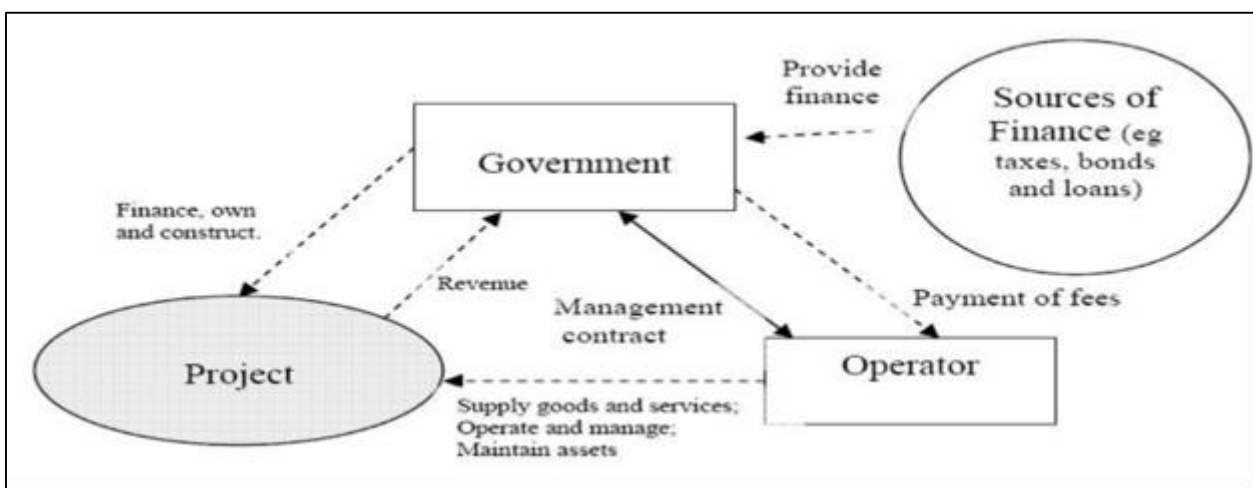 Provide
finance
Sources of
Finance (eg
taxes, bonds
and loans)
Government
Finance, own
and construct.
Revenue
Management
contract
Payment of fees
Project
Operator
Supply goods and services;
Operate and manage;
Maintain assets